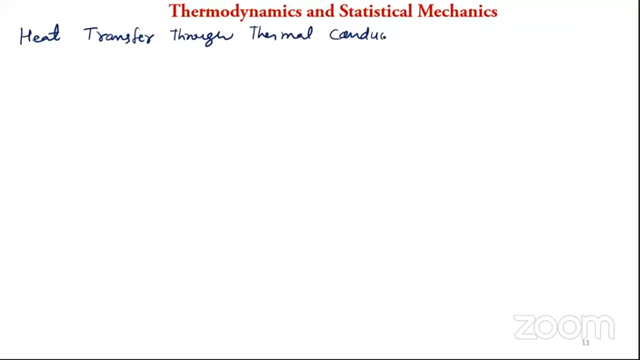 Thermodynamics and Statistical Mechanics
Heat Transfer through Thermal Conduc
zoom
11